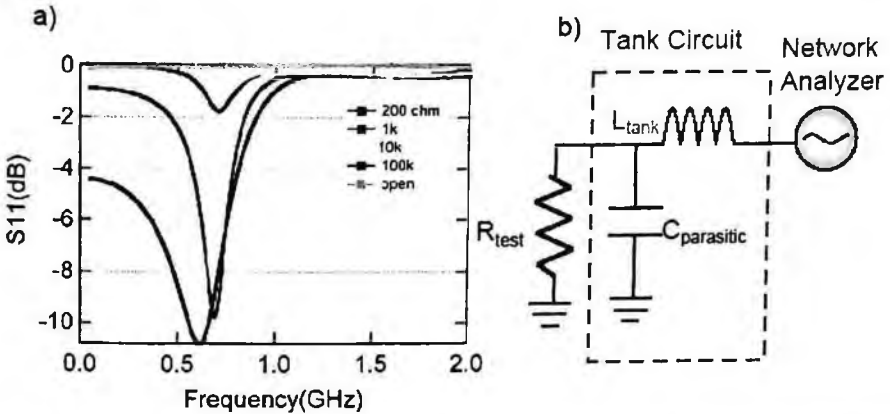 a)
0
-2
-4
-6
-8
-10
S11(dB)
0.0 0.5 1.0 1.5 2.0
Frequency(GHz)
200 ohm
1k
10k
100k
open
b)
Tank Circuit
Network
Analyzer
Ltank
Rtest
Cparasitic